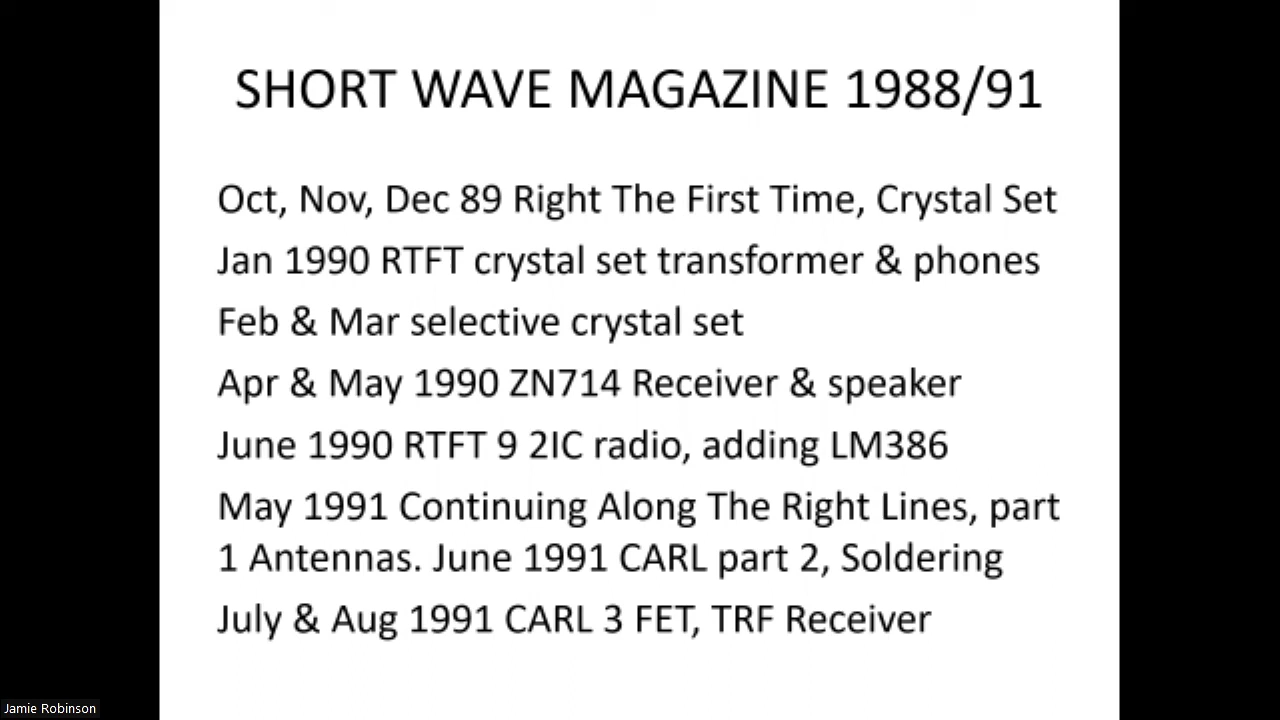 SHORT WAVE MAGAZINE 1988/91
Oct, Nov, Dec 89 Right The First Time, Crystal Set
Jan 1990 RTFT crystal set transformer & phones
Feb & Mar selective crystal set
Apr & May 1990 ZN714 Receiver & speaker
June 1990 RTFT 9 2IC radio, adding LM386
May 1991 Continuing Along The Right Lines, part
1 Antennas. June 1991 CARL part 2, Soldering
July & Aug 1991 CARL 3 FET, TRF Receiver
Jamie Robinson